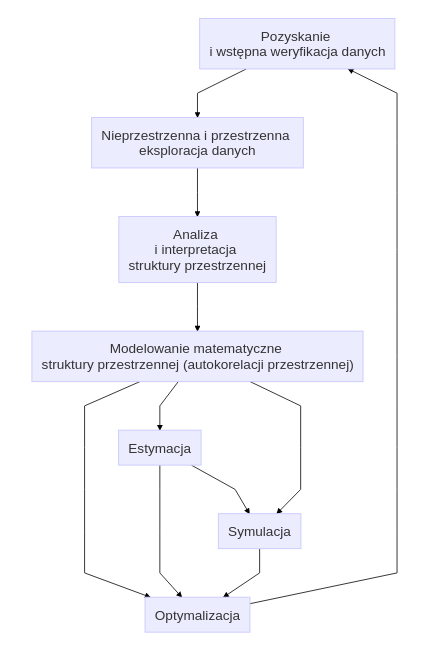 Pozyskanie
i wstępna weryfikacja danych
Nieprzestrzenna i przestrzenna
eksploracja danych
Analiza
i interpretacja
struktury przestrzennej
Modelowanie matematyczne
struktury przestrzennej (autokorelacji przestrzennej)
Estymacja
Symulacja
Optymalizacja